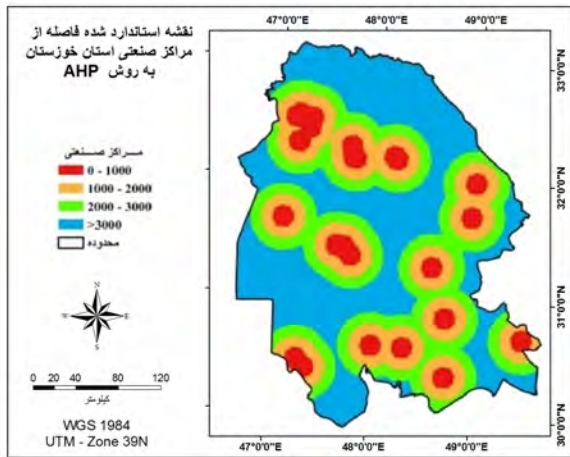 نقشه استاندارد شده فاصله از
مراکز صنعتی استان خوزستان
به روش AHP
مــراکز صــنعتی
0 - 1000
1000 - 2000
2000 - 3000
>3000
محدوده
N
W
E
S
0 20 40 80 120
کیلومتر
WGS 1984
UTM - Zone 39N
47°0'0"E 48°0'0"E 49°0'0"E
33°0'0"N
32°0'0"N
31°0'0"N
30°0'0"N
47°0'0"E 48°0'0"E 49°0'0"E